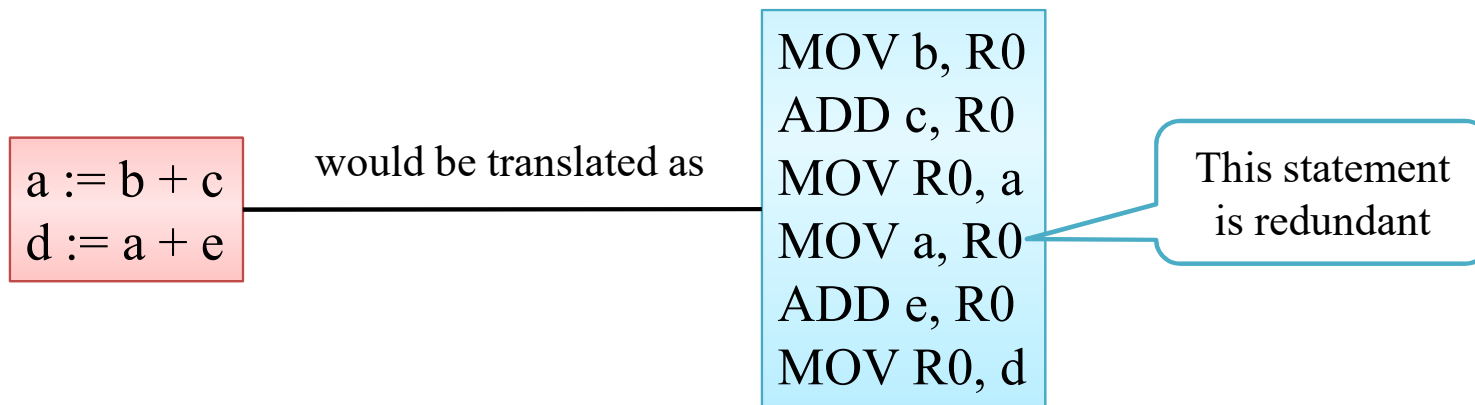 a := b + c
d := a + e
would be translated as
MOV b, R0
ADD c, R0
MOV R0, a
MOV a, R0
ADD e, R0
MOV R0, d
This statement
is redundant